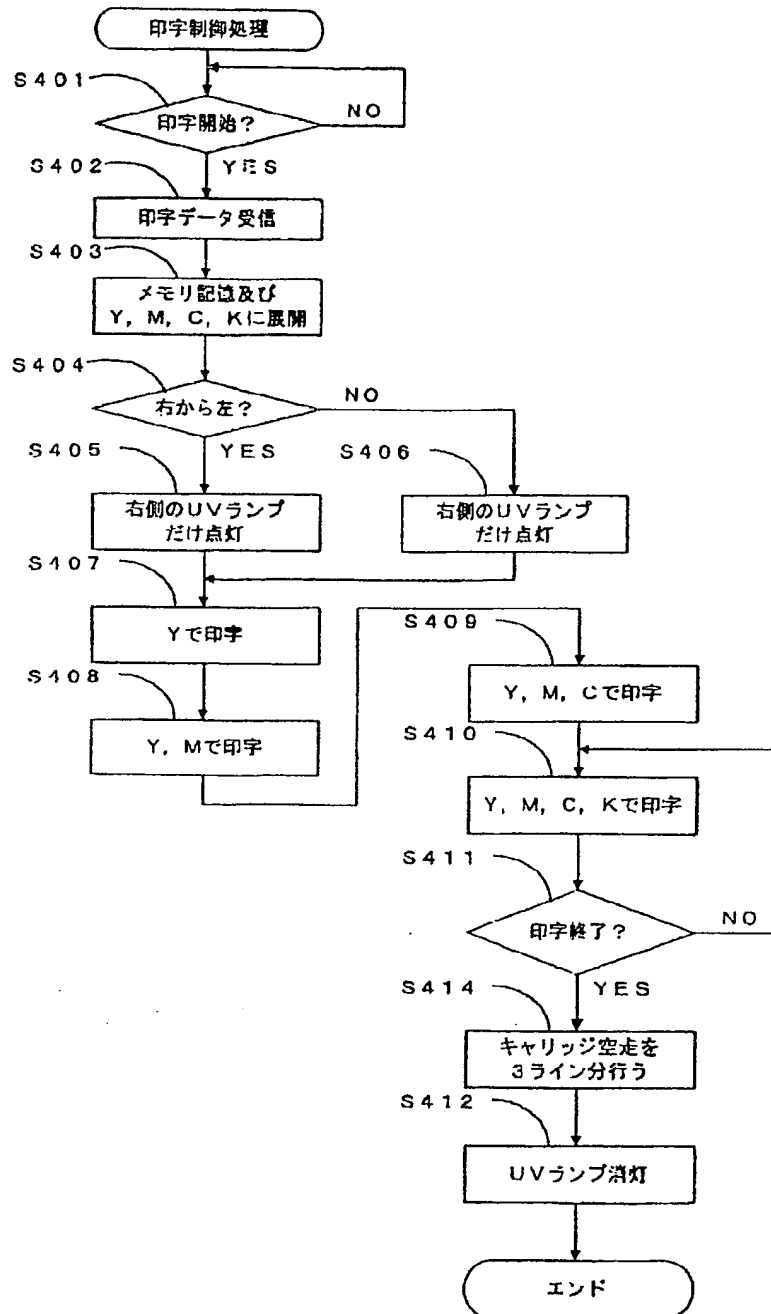 印字制御処理
S401
印字開始?
NO
YES
S402
印字データ受信
S403
メモリ記憶及び
Y,M,C,Kに展開
S404
右から左?
NO
YES
S405
右側のUVランプ
だけ点灯
S406
右側のUVランプ
だけ点灯
S407
Yで印字
S408
Y,Mで印字
S409
Y,M,Cで印字
S410
Y,M,C,Kで印字
S411
印字終了?
NO
YES
S414
キャリッジ空走を
3ライン分行う
S412
UVランプ消灯
エンド